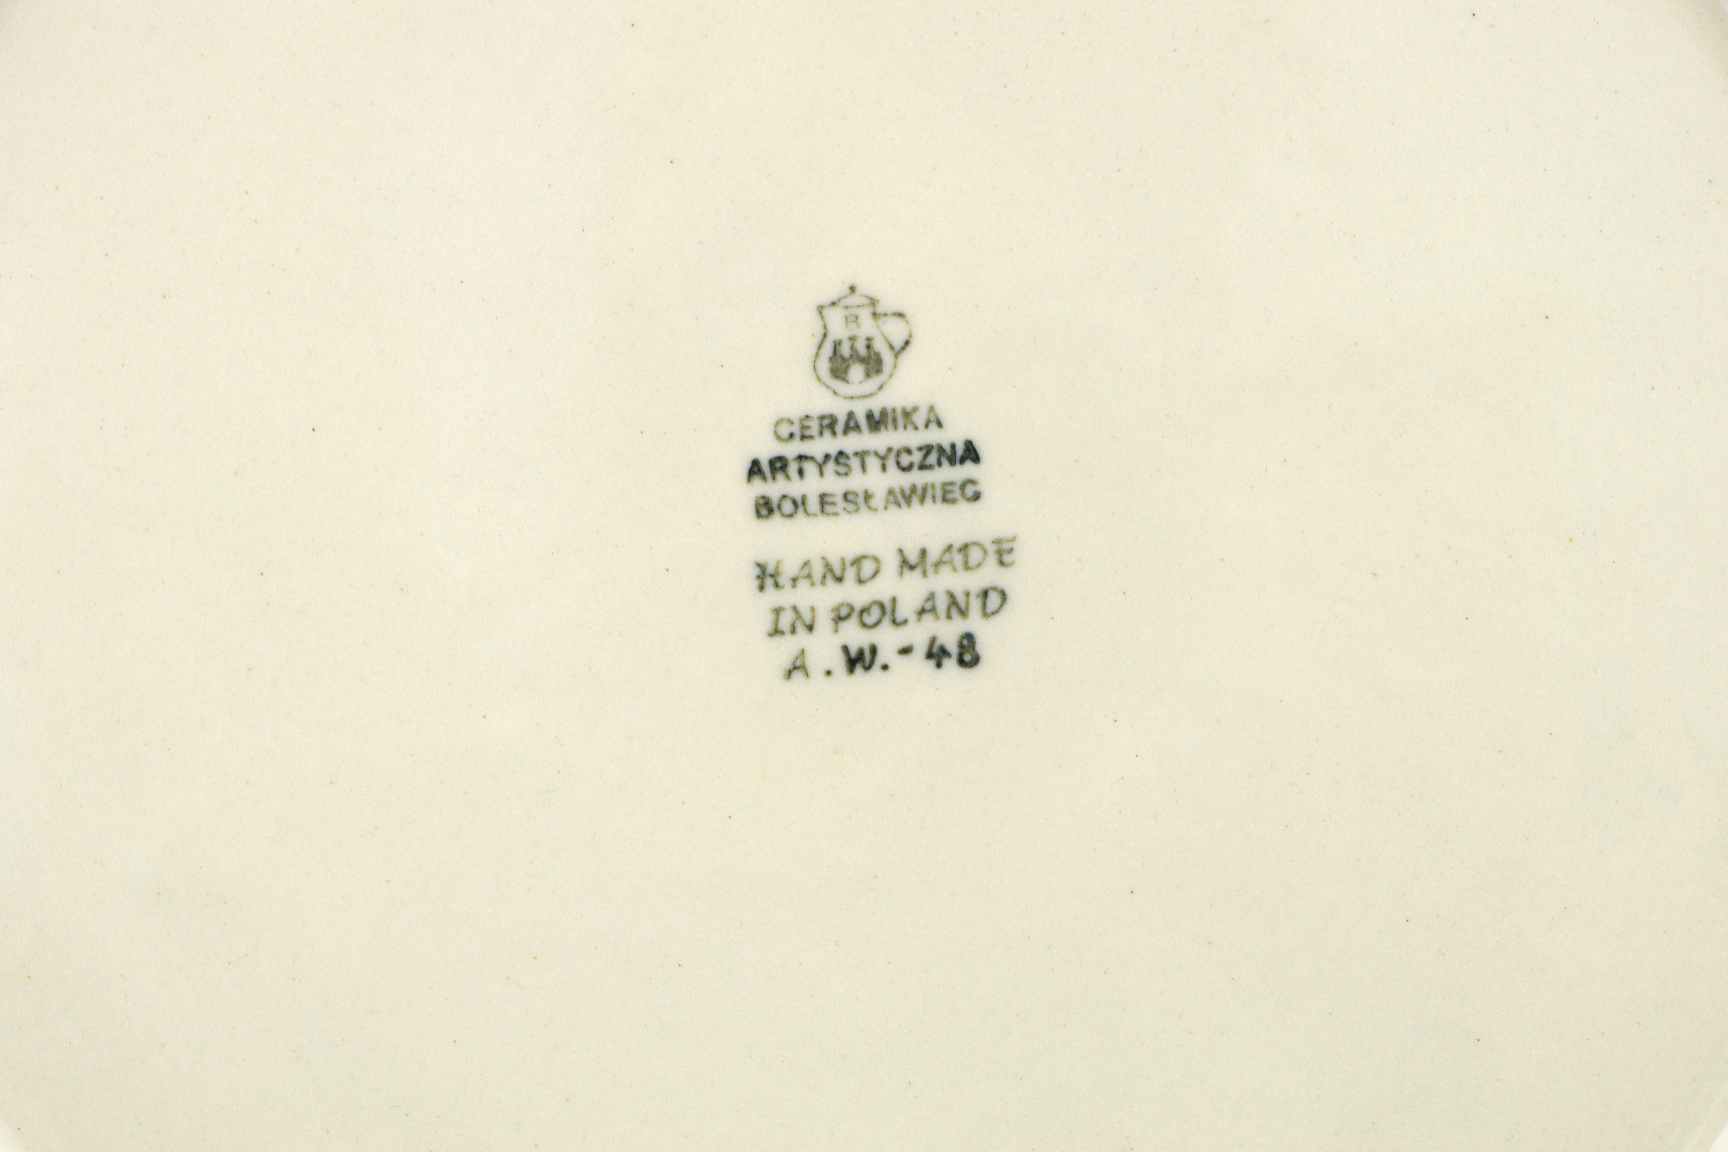 B
CERAMIKA
ARTYSTYCZNA
BOLESŁAWIEC
HAND MADE
IN POLAND
A.W.-48